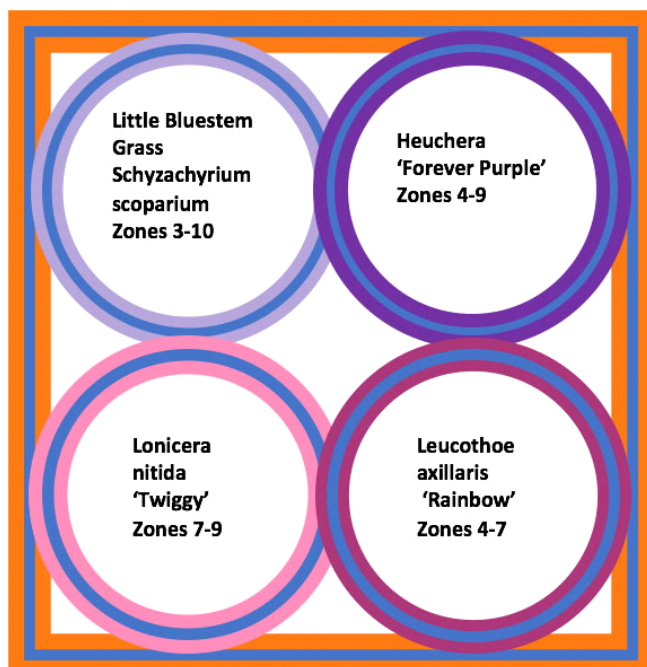 Little Bluestem
Grass
Schyzachyrium
scoparium
Zones 3-10
Heuchera
‘Forever Purple’
Zones 4-9
Lonicera
nitida
‘Twiggy’
Zones 7-9
Leucothoe
axillaris
‘Rainbow’
Zones 4-7